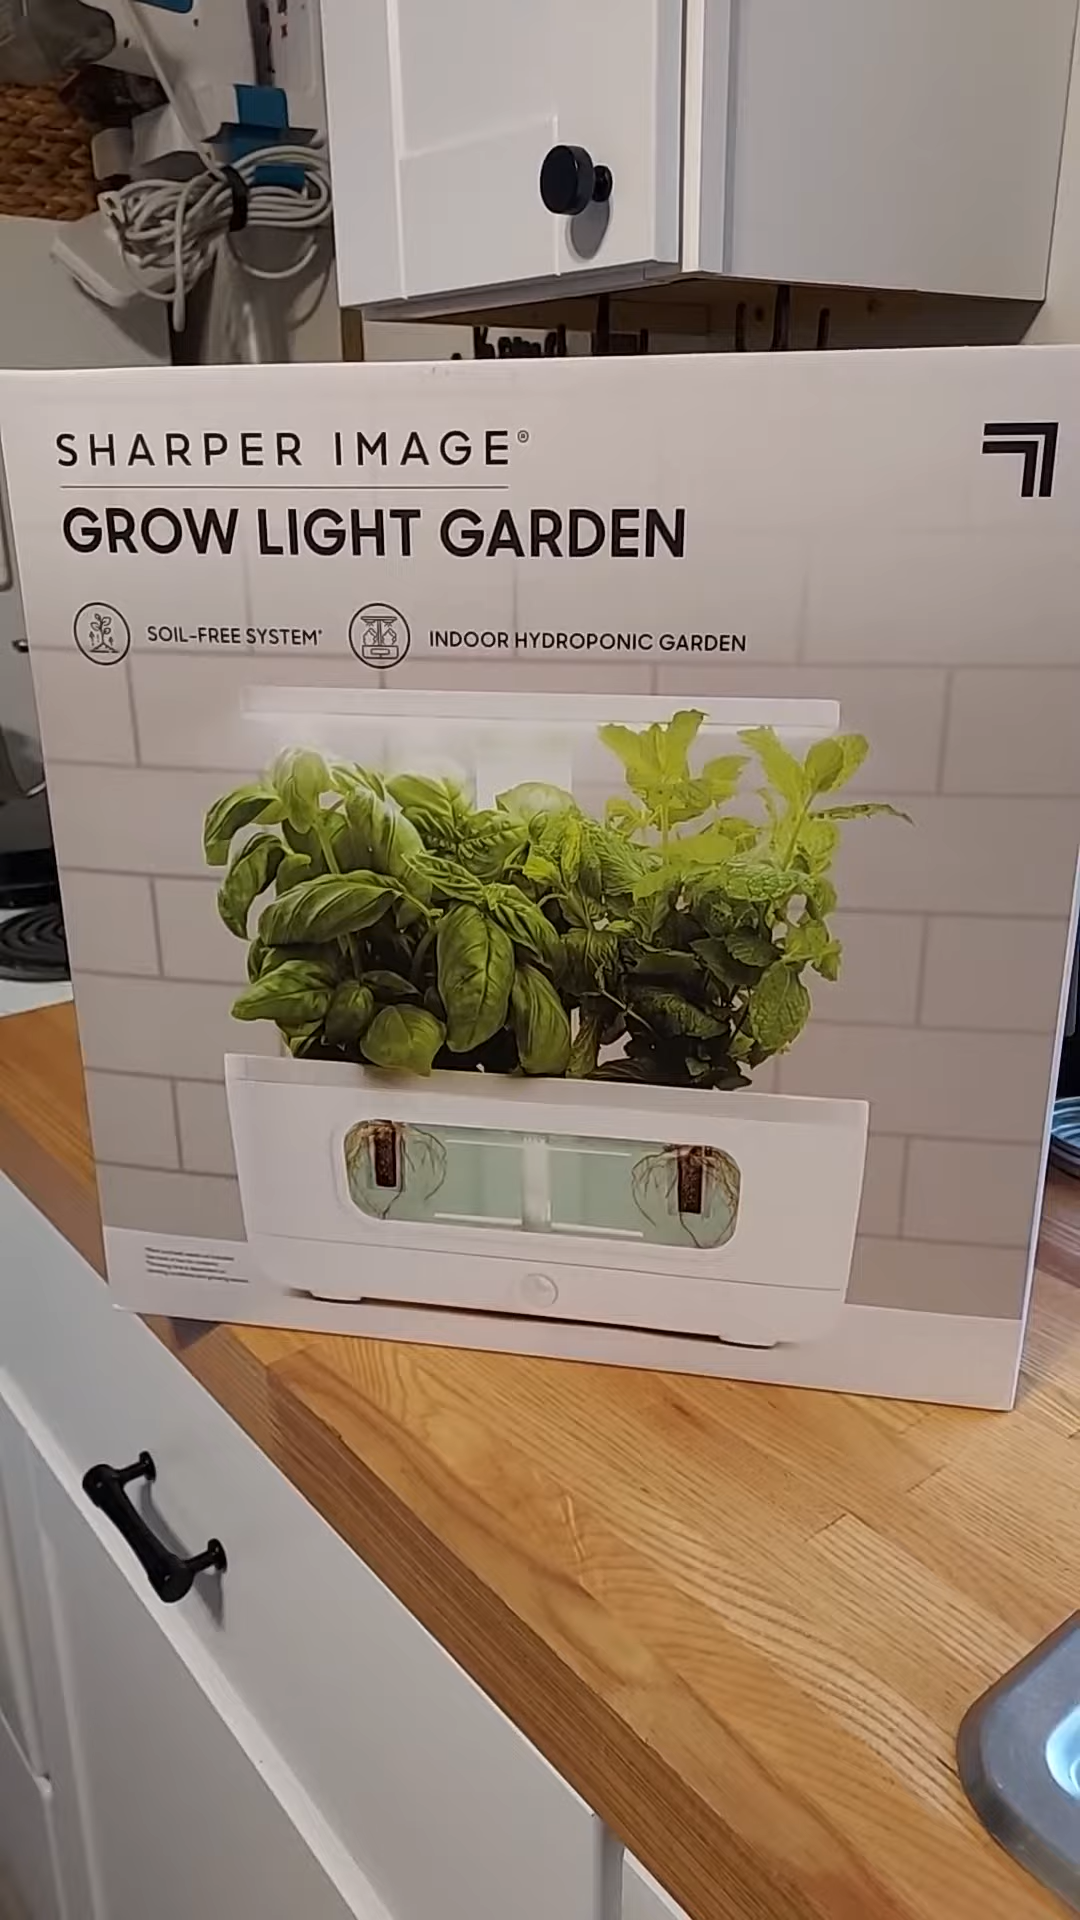 SHARPER IMAGE®
GROW LIGHT GARDEN
SOIL-FREE SYSTEM*
INDOOR HYDROPONIC GARDEN